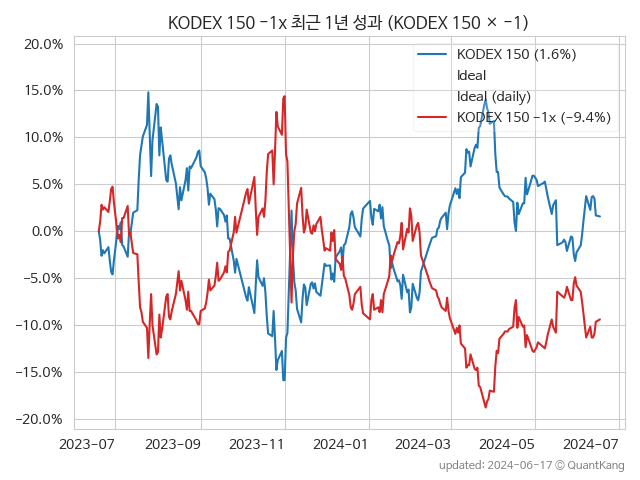 KODEX 150 −1x 최근 1년 성과 (KODEX 150 × −1)
20.0%
15.0%
10.0%
5.0%
0.0%
−5.0%
−10.0%
−15.0%
−20.0%
KODEX 150 (1.6%)
Ideal
Ideal (daily)
KODEX 150 −1x (−9.4%)
2023-07 2023-09 2023-11 2024-01 2024-03 2024-05 2024-07
updated: 2024-06-17 © QuantKang